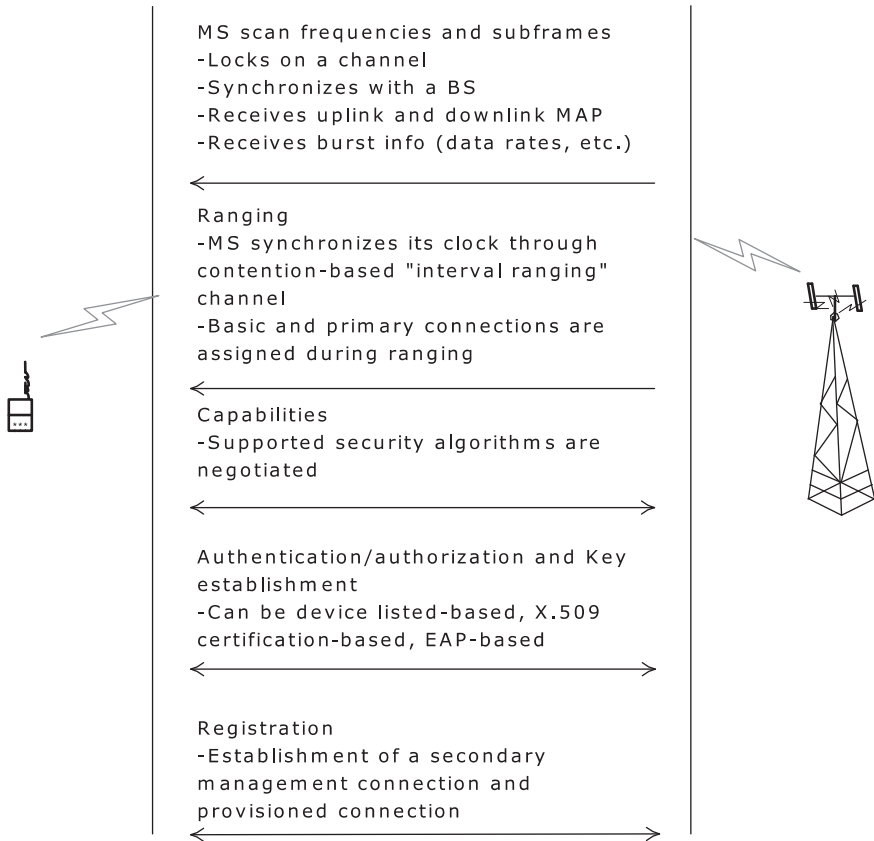 MS scan frequencies and subframes
-Locks on a channel
-Synchronizes with a BS
-Receives uplink and downlink MAP
-Receives burst info (data rates, etc.)
Ranging
-MS synchronizes its clock through
contention-based "interval ranging"
channel
-Basic and primary connections are
assigned during ranging
Capabilities
-Supported security algorithms are
negotiated
Authentication/authorization and Key
establishment
-Can be device listed-based, X.509
certification-based, EAP-based
Registration
-Establishment of a secondary
management connection and
provisioned connection